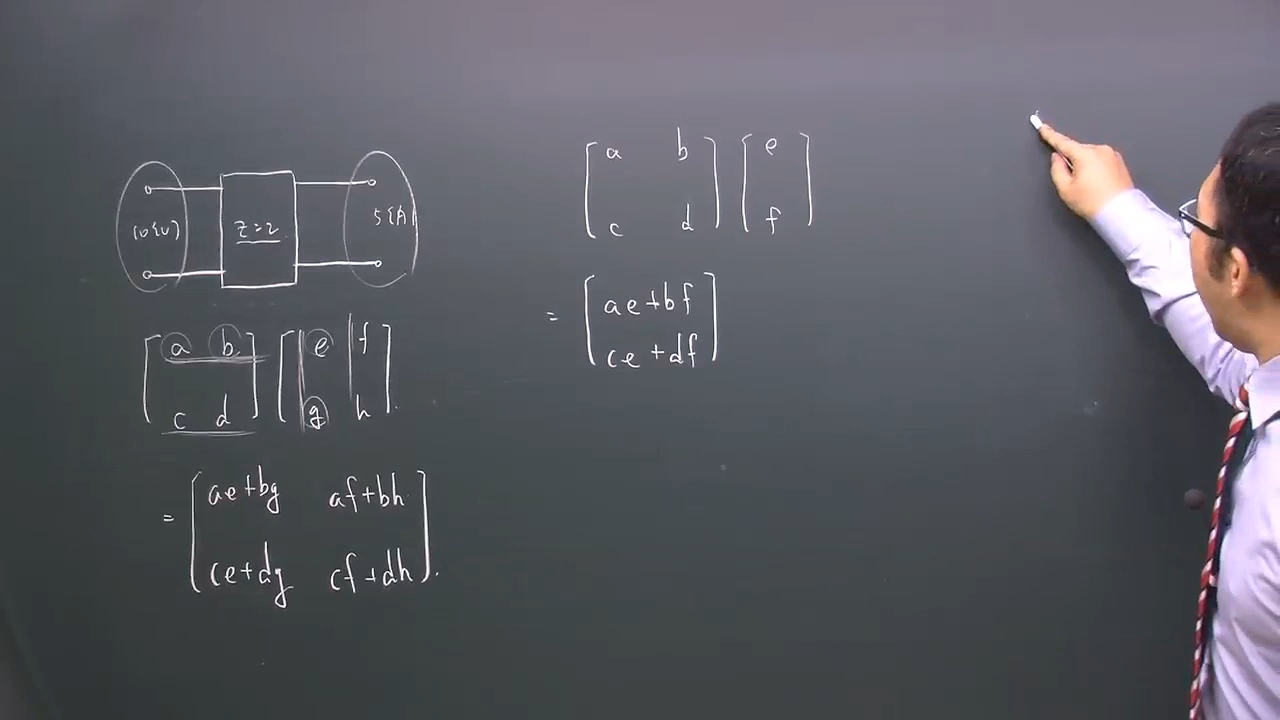 10[V] Z=2 5[A]
[a b c d] [e f g h]
= [ae+bg af+bh
ce+dg cf+dh].
[a b c d] [e f]
= [ae+bf
ce+df]